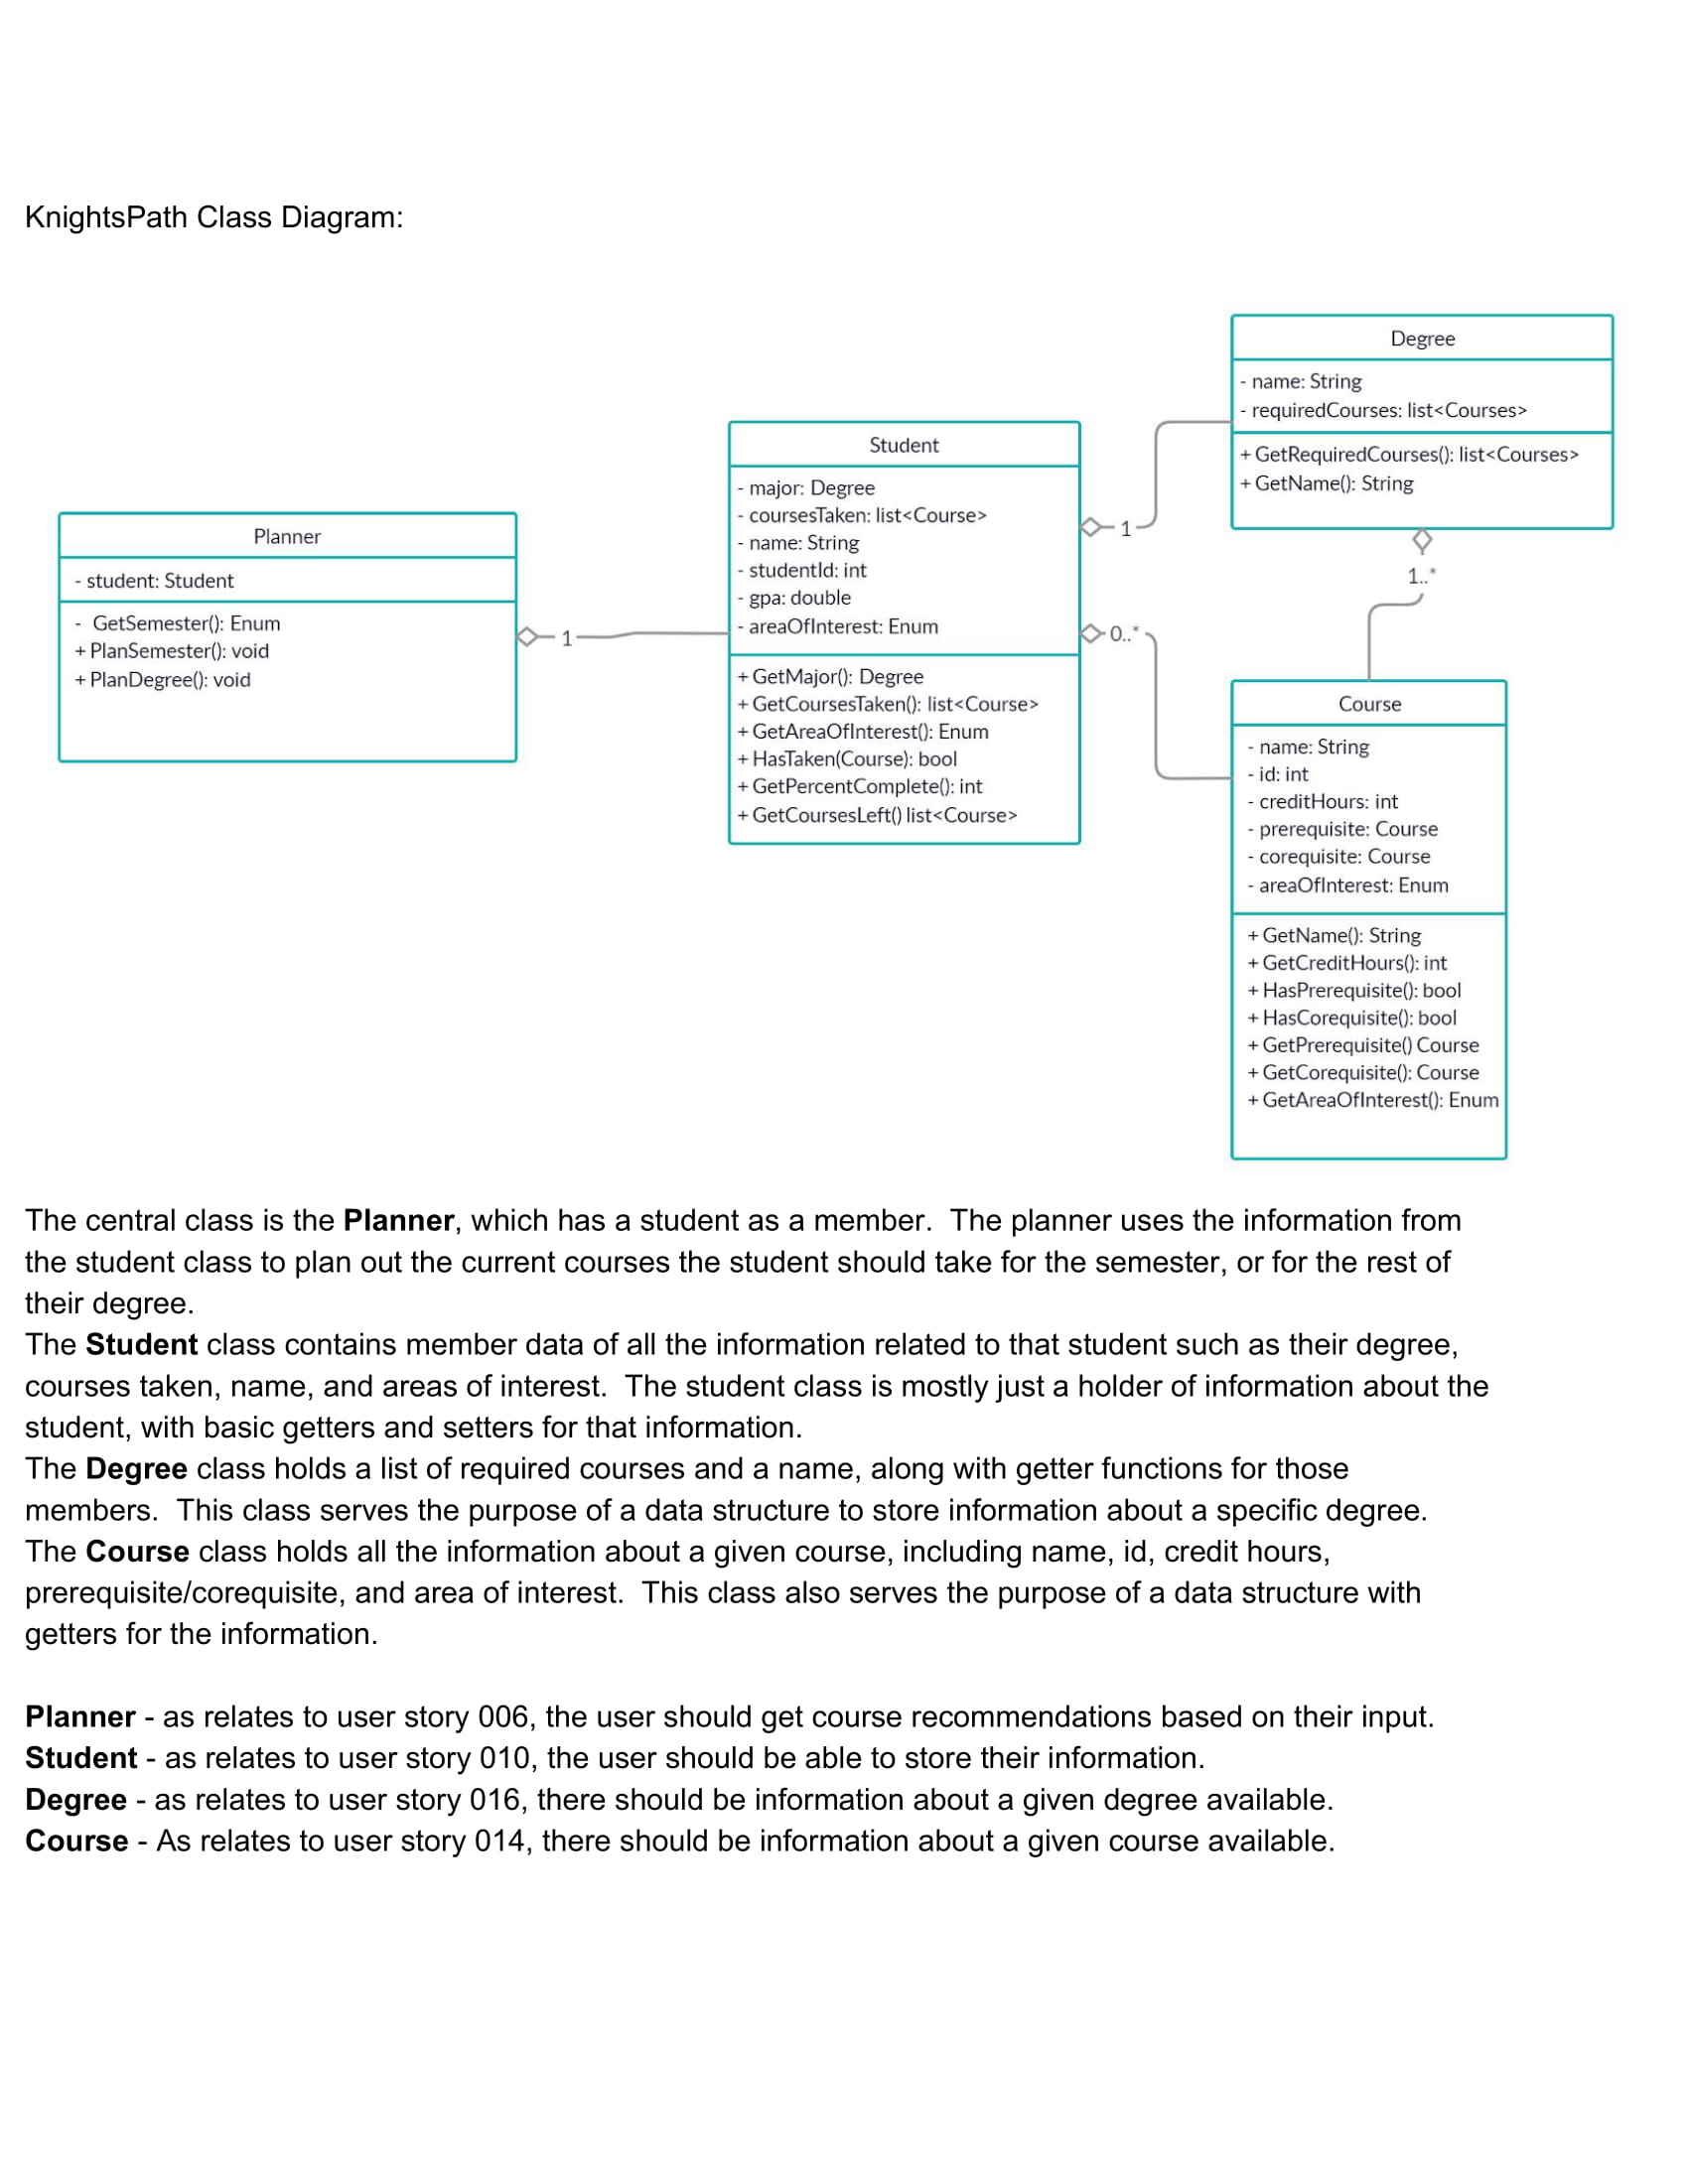 KnightsPath Class Diagram:
Planner
- student: Student
- GetSemester(): Enum
+ PlanSemester(): void
+ PlanDegree(): void
1
Student
- major: Degree
- coursesTaken: list<Course>
- name: String
- studentId: int
- gpa: double
- areaOfInterest: Enum
+ GetMajor(): Degree
+ GetCoursesTaken(): list<Course>
+ GetAreaOfInterest(): Enum
+ HasTaken(Course): bool
+ GetPercentComplete(): int
+ GetCoursesLeft() list<Course>
1
0..*
Degree
- name: String
- requiredCourses: list<Courses>
+ GetRequiredCourses(): list<Courses>
+ GetName(): String
1..*
Course
- name: String
- id: int
- creditHours: int
- prerequisite: Course
- corequisite: Course
- areaOfInterest: Enum
+ GetName(): String
+ GetCreditHours(): int
+ HasPrerequisite(): bool
+ HasCorequisite(): bool
+ GetPrerequisite() Course
+ GetCorequisite(): Course
+ GetAreaOfInterest(): Enum
The central class is the Planner, which has a student as a member.  The planner uses the information from
the student class to plan out the current courses the student should take for the semester, or for the rest of
their degree.
The Student class contains member data of all the information related to that student such as their degree,
courses taken, name, and areas of interest.  The student class is mostly just a holder of information about the
student, with basic getters and setters for that information.
The Degree class holds a list of required courses and a name, along with getter functions for those
members.  This class serves the purpose of a data structure to store information about a specific degree.
The Course class holds all the information about a given course, including name, id, credit hours,
prerequisite/corequisite, and area of interest.  This class also serves the purpose of a data structure with
getters for the information.
Planner - as relates to user story 006, the user should get course recommendations based on their input.
Student - as relates to user story 010, the user should be able to store their information.
Degree - as relates to user story 016, there should be information about a given degree available.
Course - As relates to user story 014, there should be information about a given course available.